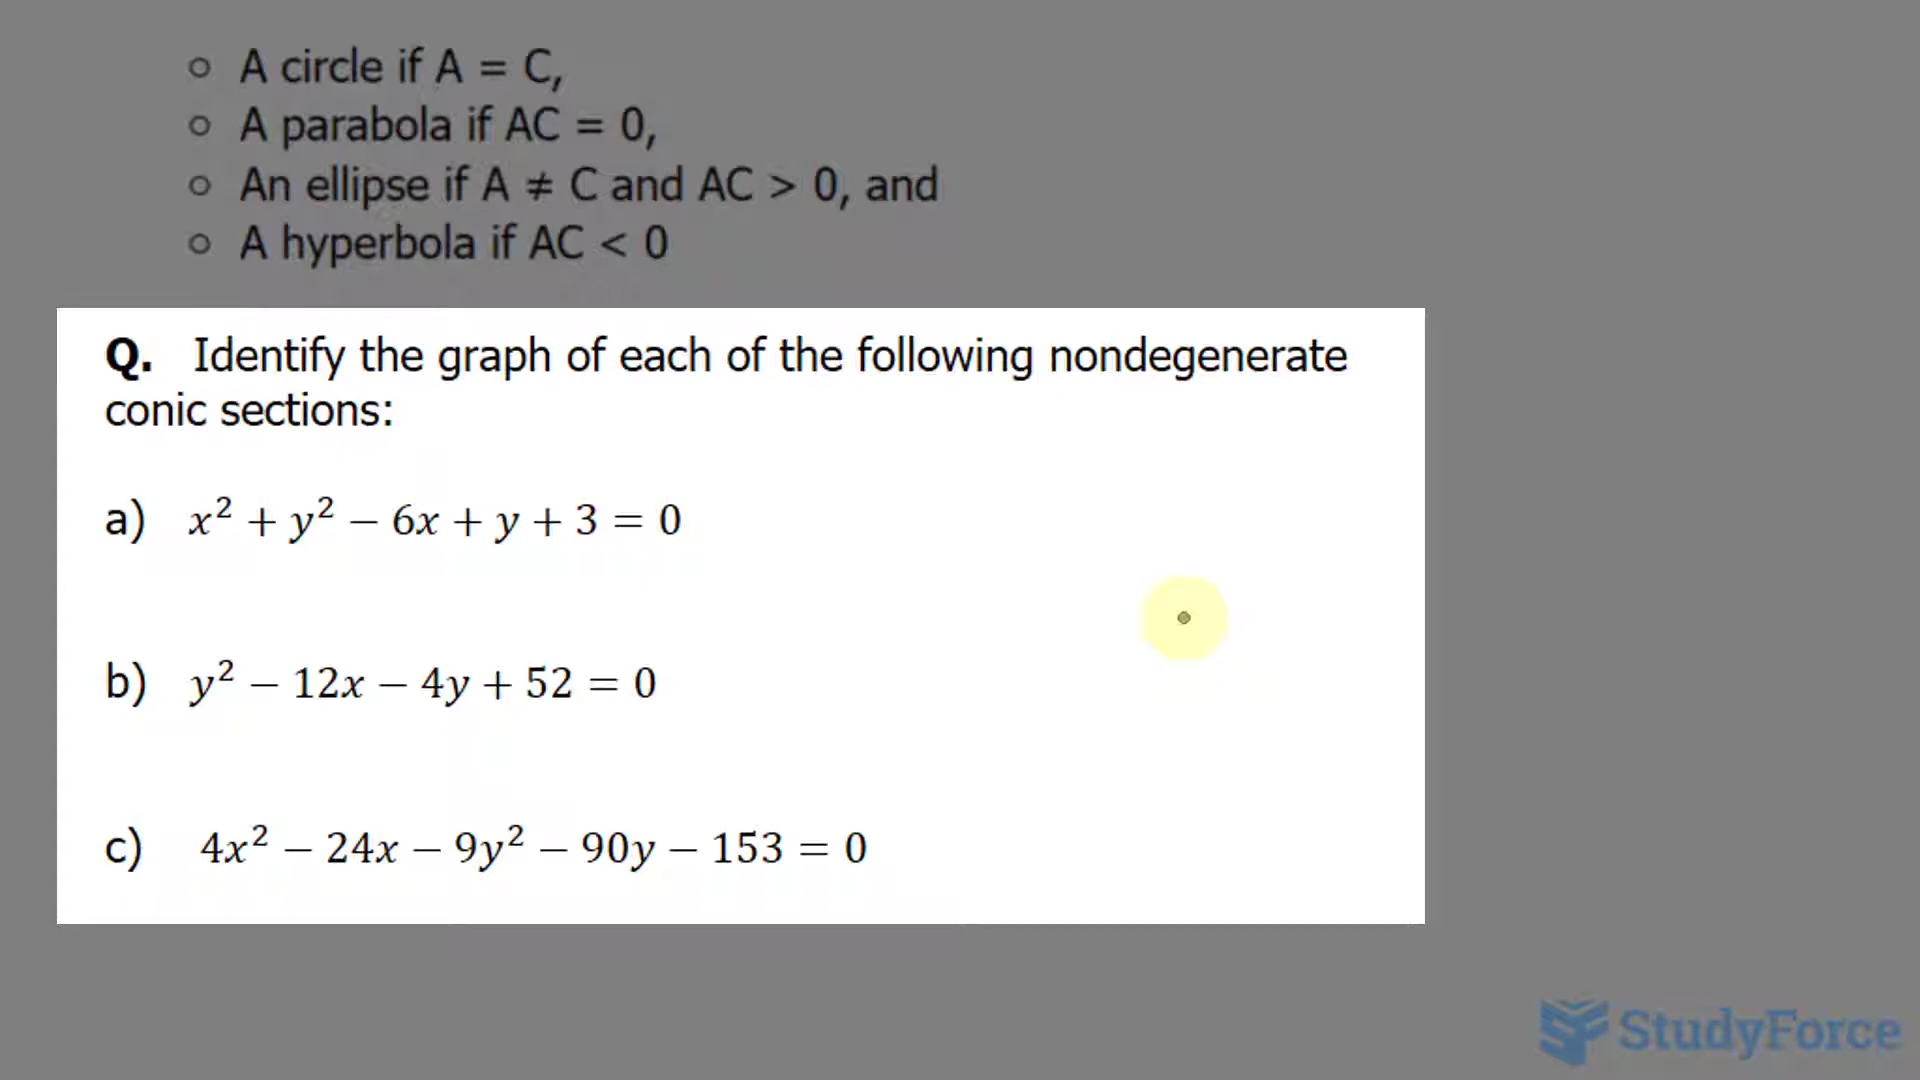 ○ A circle if A = C,
○ A parabola if AC = 0,
○ An ellipse if A ≠ C and AC > 0, and
○ A hyperbola if AC < 0
Q. Identify the graph of each of the following nondegenerate
conic sections:
a) x² + y² − 6x + y + 3 = 0
b) y² − 12x − 4y + 52 = 0
c) 4x² − 24x − 9y² − 90y − 153 = 0
StudyForce